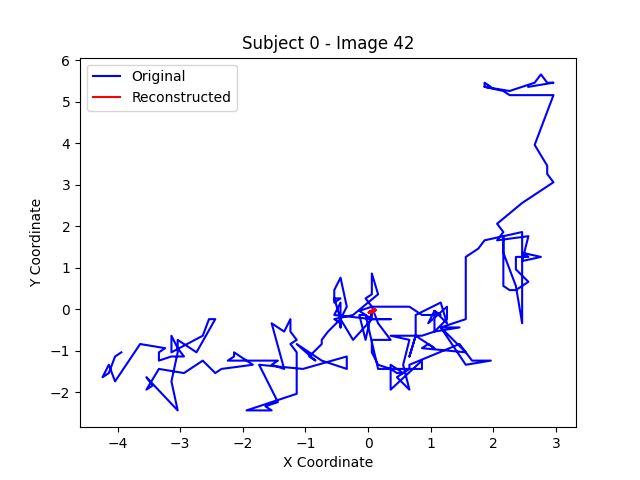 Subject 0 - Image 42
Original
Reconstructed
Y Coordinate
6
5
4
3
2
1
0
−1
−2
−4 −3 −2 −1 0 1 2 3
X Coordinate